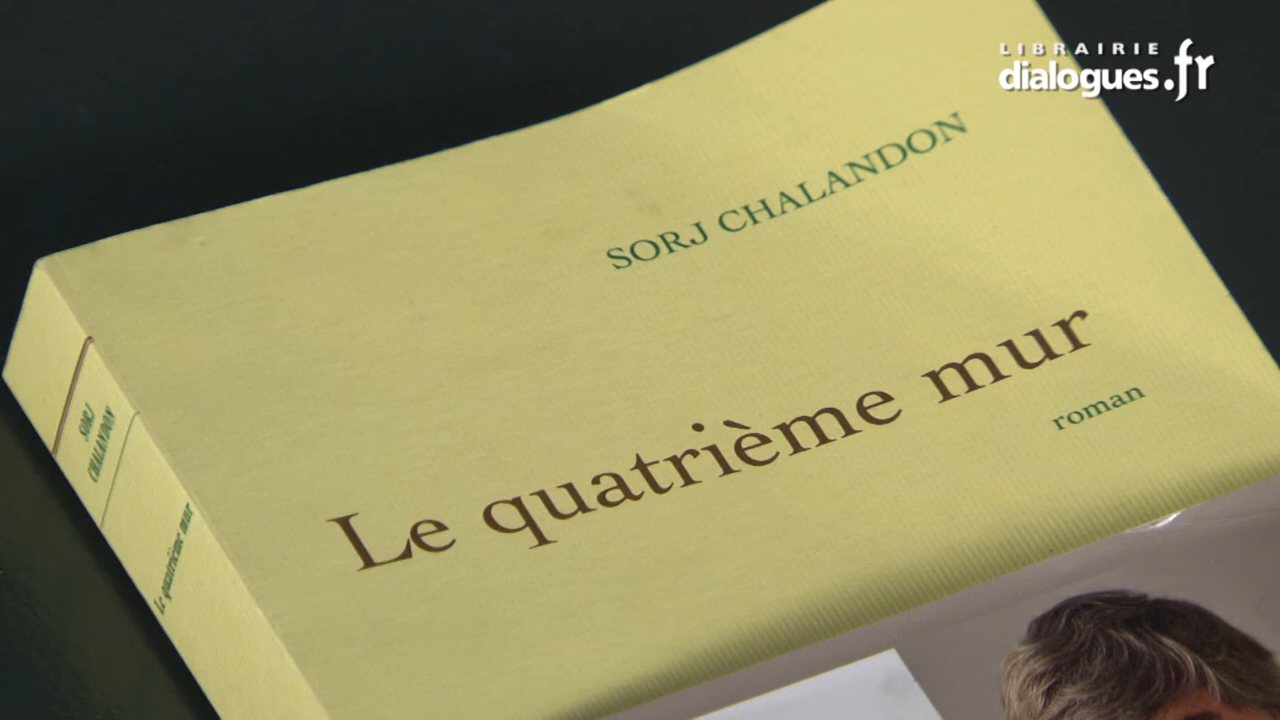 LIBRAIRIE
dialogues.fr
SORJ CHALANDON
Le quatrième mur
roman
SORJ
CHALANDON
Le quatrième mur